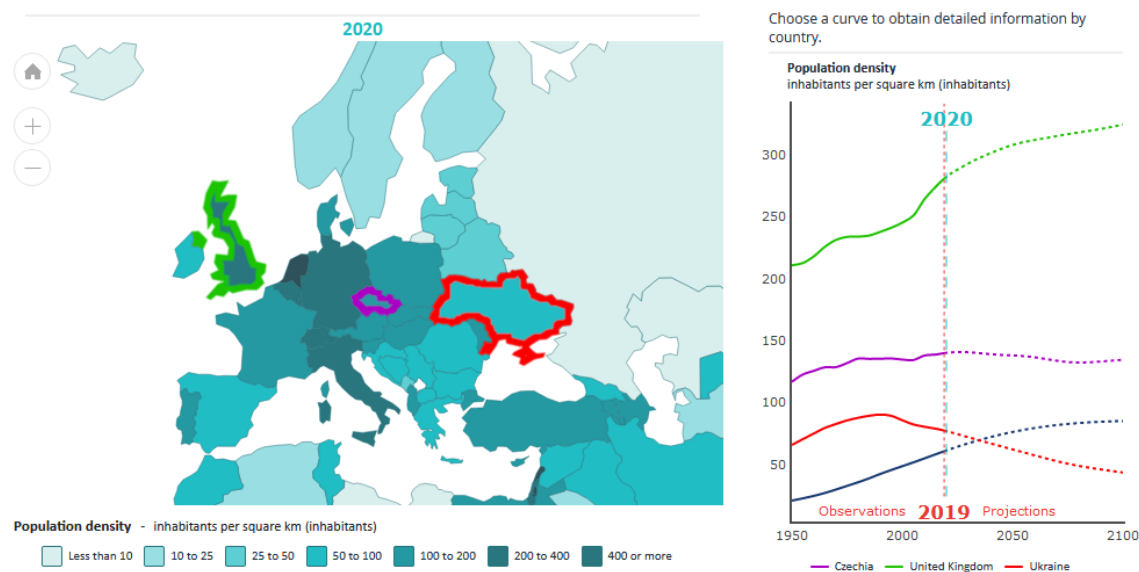 2020
Population density - inhabitants per square km (inhabitants)
Less than 10
10 to 25
25 to 50
50 to 100
100 to 200
200 to 400
400 or more
Choose a curve to obtain detailed information by
country.
Population density
inhabitants per square km (inhabitants)
2020
300
250
200
150
100
50
Observations 2019 Projections
1950 2000 2050 2100
Czechia United Kingdom Ukraine